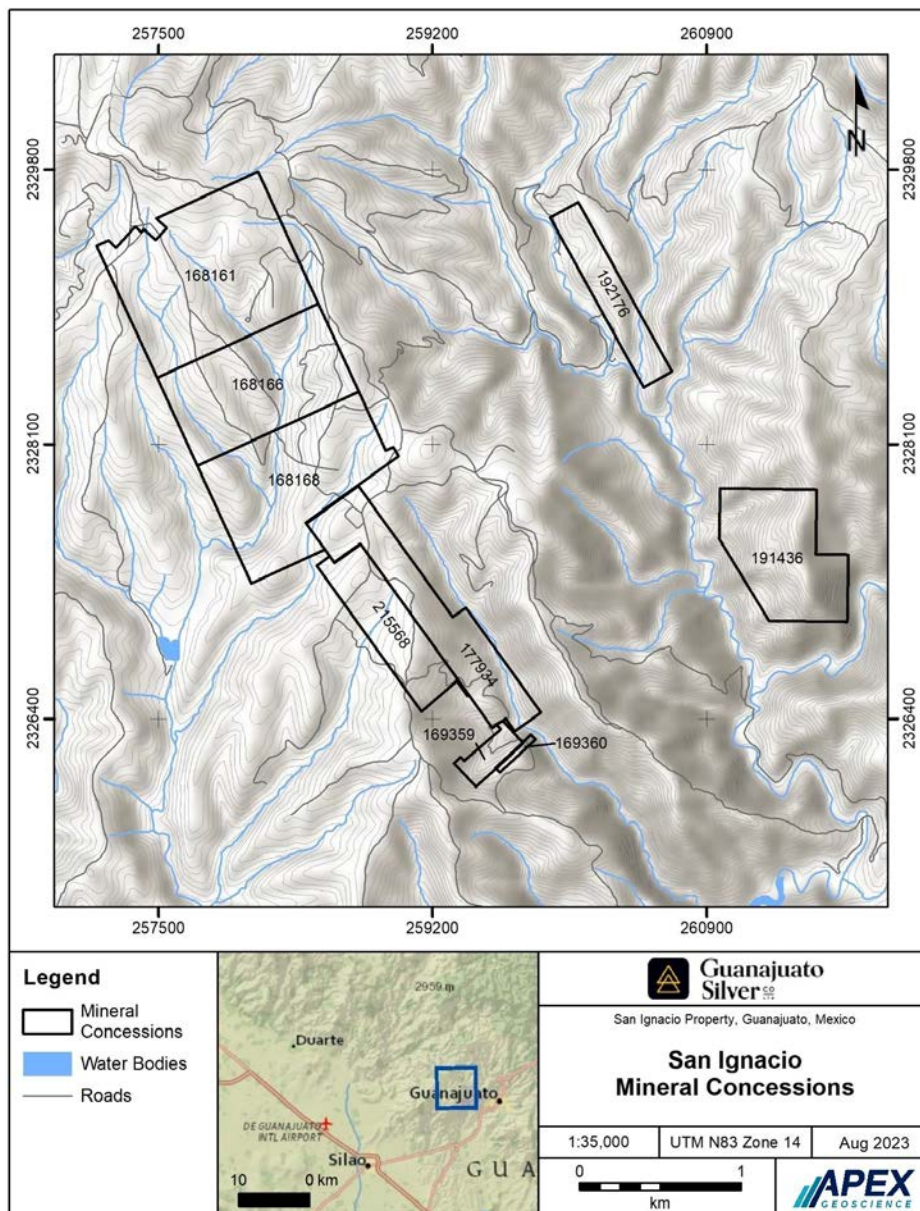 257500
259200
260900
N
2329800
2329800
192176
168161
168166
2328100
2328100
168168
191436
215568
177934
2326400
2326400
169359
169360
257500
259200
260900
Legend
Mineral
Concessions
Water Bodies
Roads
2959 m
Duarte
Guanajuato
DE GUANAJUATO
INTL AIRPORT
Silao
G U A
10 0 km
Guanajuato
Silver CO
LTD
San Ignacio Property, Guanajuato, Mexico
San Ignacio
Mineral Concessions
1:35,000 UTM N83 Zone 14 Aug 2023
0 1
km
APEX
GEOSCIENCE